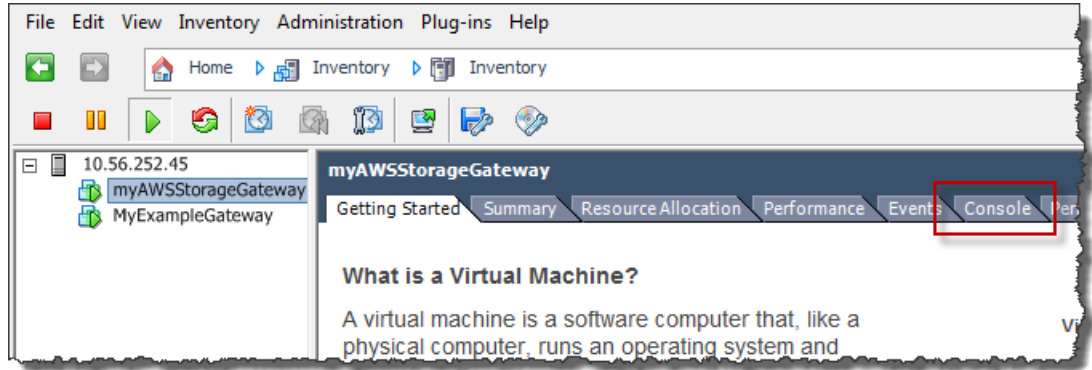 File Edit View Inventory Administration Plug-ins Help
Home Inventory Inventory
10.56.252.45
myAWSStorageGateway
MyExampleGateway
myAWSStorageGateway
Getting Started Summary Resource Allocation Performance Events Console
What is a Virtual Machine?
A virtual machine is a software computer that, like a
physical computer, runs an operating system and